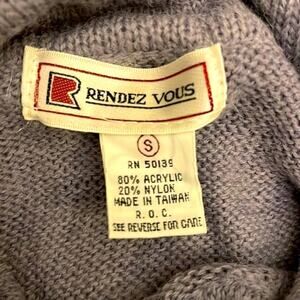 R RENDEZ VOUS
S
RN 50139
80% ACRYLIC
20% NYLON
MADE IN TAIWAN
R. O. C.
SEE REVERSE FOR CARE